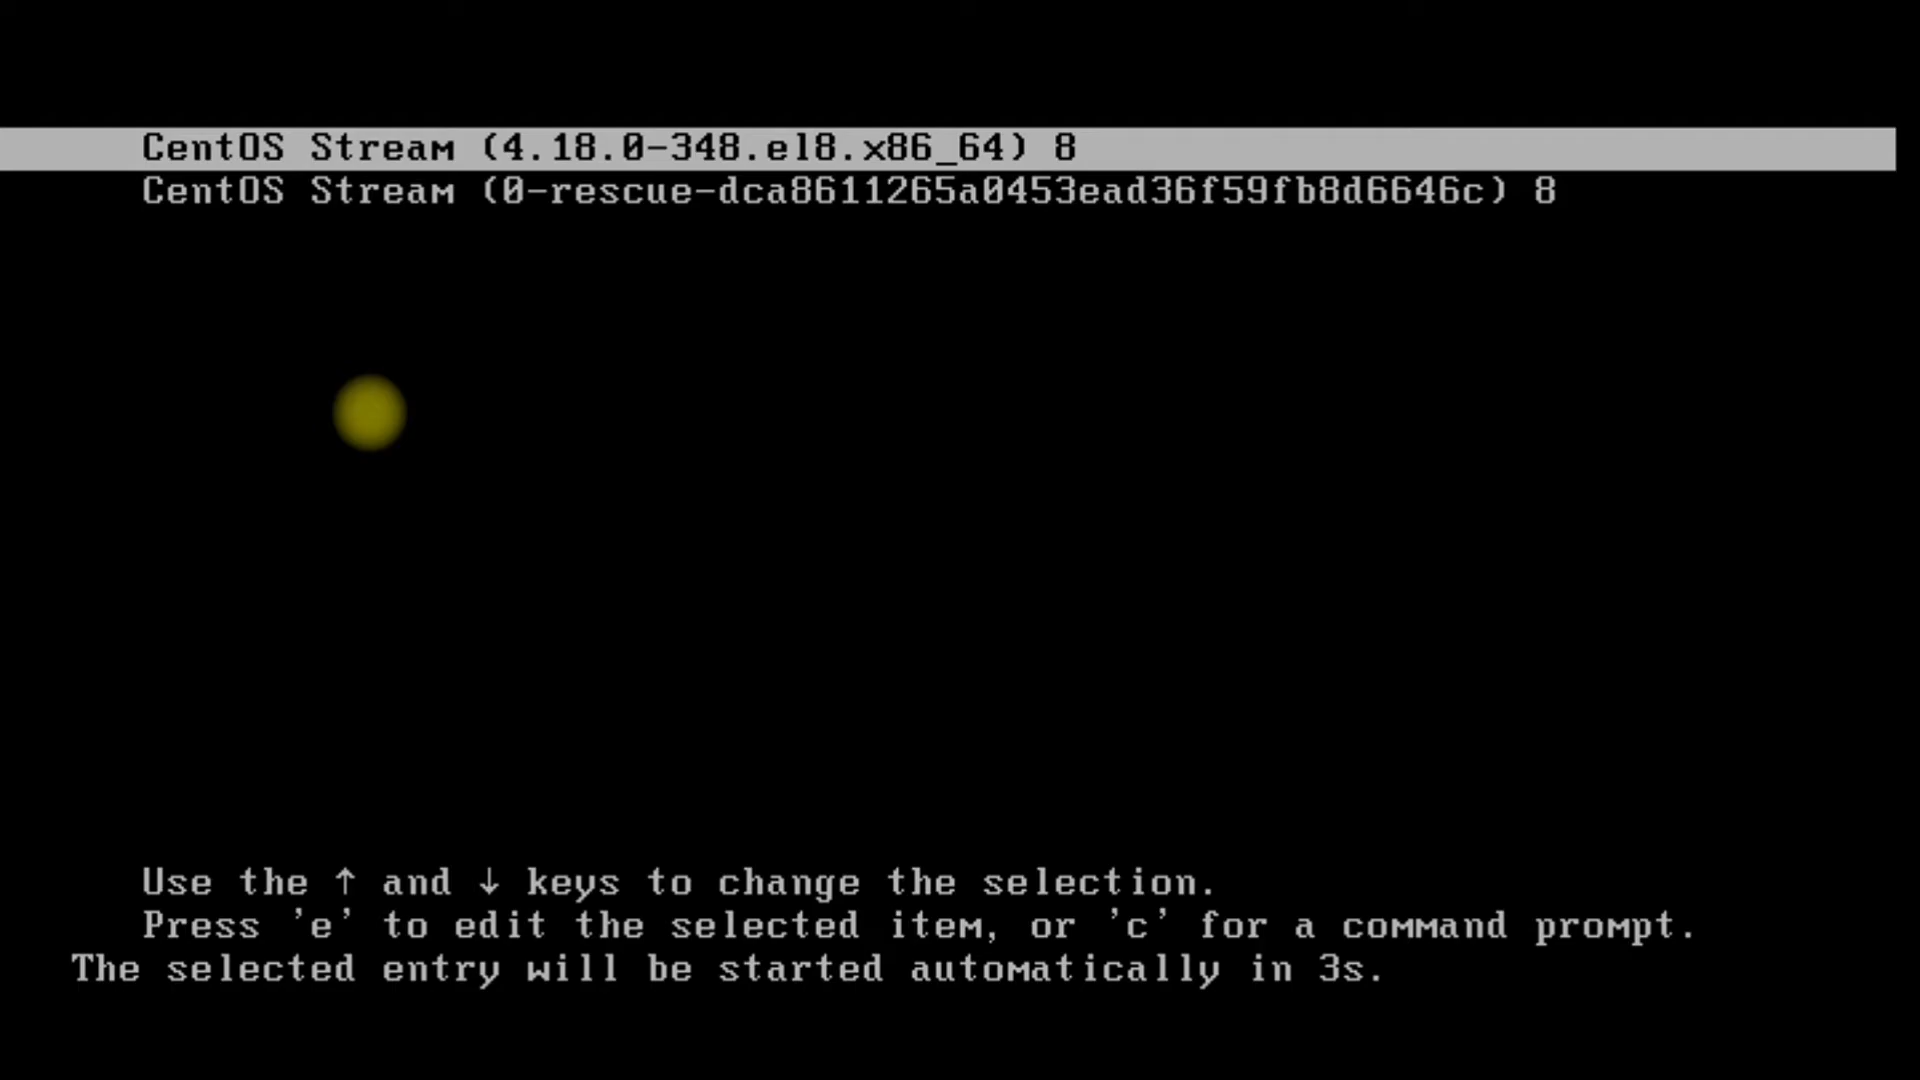 CentOS Stream (4.18.0-348.el8.x86_64) 8
CentOS Stream (0-rescue-dca8611265a0453ead36f59fb8d6646c) 8
Use the ↑ and ↓ keys to change the selection.
Press 'e' to edit the selected item, or 'c' for a command prompt.
The selected entry will be started automatically in 3s.